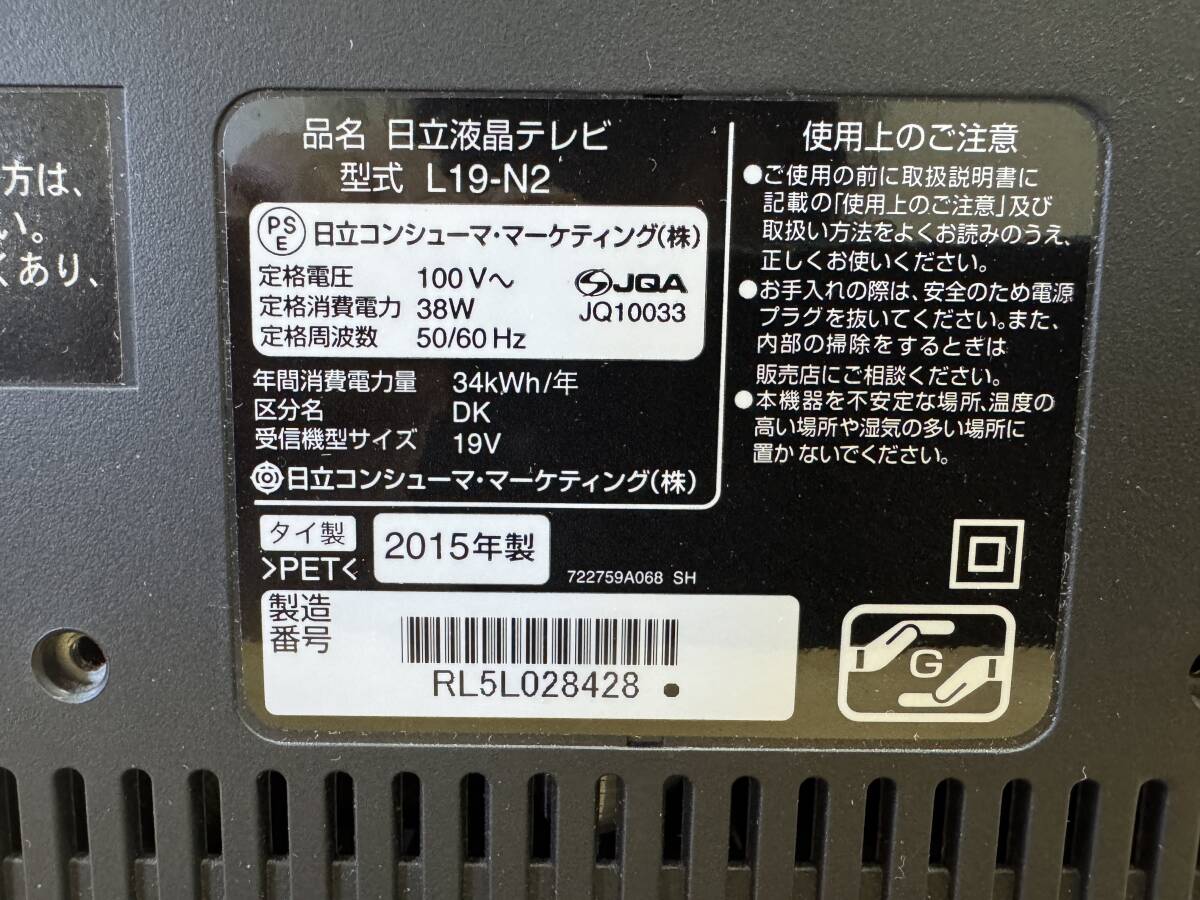 方は、
い。
くあり、
品名 日立液晶テレビ
型式 L19-N2
PS
E
日立コンシューマ・マーケティング(株)
定格電圧 100V～
定格消費電力 38W
定格周波数 50/60Hz
JQA
JQ10033
年間消費電力量 34kWh/年
区分名 DK
受信機型サイズ 19V
日立コンシューマ・マーケティング(株)
タイ製
>PET<
2015年製
722759A068 SH
製造
番号
RL5L028428
使用上のご注意
●ご使用の前に取扱説明書に
記載の「使用上のご注意」及び
取扱い方法をよくお読みのうえ、
正しくお使いください。
●お手入れの際は、安全のため電源
プラグを抜いてください。また、
内部の掃除をするときは
販売店にご相談ください。
●本機器を不安定な場所、温度の
高い場所や湿気の多い場所に
置かないでください。
G